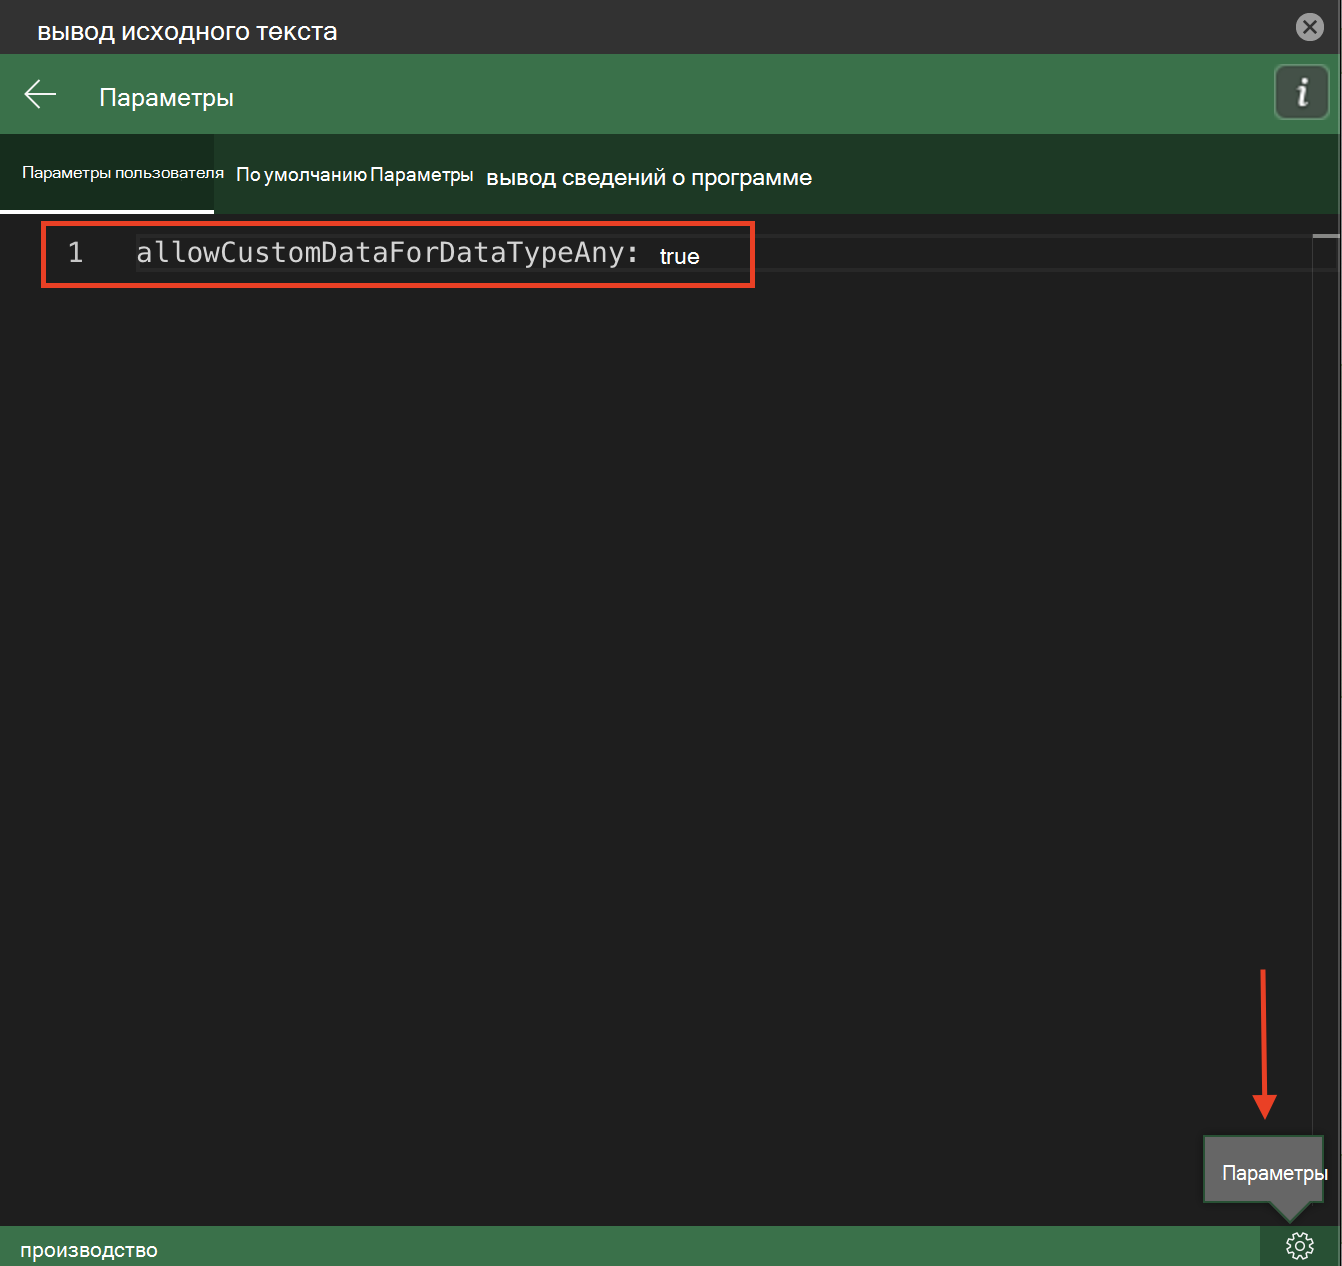 вывод исходного текста
Параметры
Параметры пользователя По умолчанию Параметры вывод сведений о программе
1 allowCustomDataForDataTypeAny: true
Параметры
производство